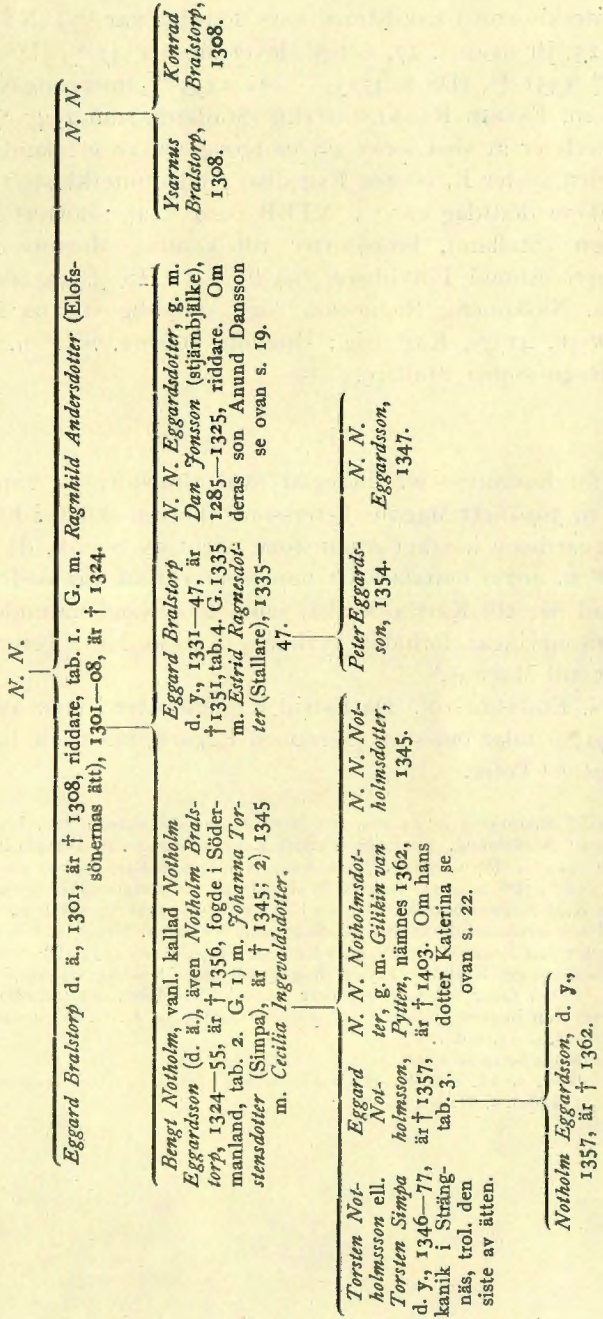 N. N.
Eggard Bralstorp d. ä., 1301, är † 1308, riddare, tab. 1. G. m. Ragnhild Andersdotter (Elofs-
sönernas ätt), 1301—08, är † 1324.
N. N.
Bengt Notholm, vanl. kallad Notholm
Eggardsson (d. ä.), även Notholm Brals-
torp, 1324—55, är † 1356, fogde i Söder-
manland, tab. 2. G. 1) m. Johanna Tor-
stensdotter (Simpa), är † 1345; 2) 1345
m. Cecilia Ingevaldsdotter.
Eggard Bralstorp
d. y., 1331—47, är
† 1351, tab. 4. G. 1335
m. Estrid Ragnesdot-
ter (Stallare), 1335—
47.
N. N. Eggardsdotter, g. m.
Dan Jonsson (stjärnbjälke),
1285—1325, riddare. Om
deras son Anund Dansson
se ovan s. 19.
Ysarnus
Bralstorp,
1308.
Konrad
Bralstorp,
1308.
Torsten Not-
holmssson ell.
Torsten Simpa
d. y., 1346—77,
kanik i Sträng-
näs, trol. den
siste av ätten.
Eggard
Not-
holmsson,
är † 1357,
tab. 3.
N. N. Notholmsdot-
ter, g. m. Gilikin van
Pytten, nämnes 1362,
är † 1403. Om hans
dotter Katerina se
ovan s. 22.
N. N. Not-
holmsdotter,
1345.
Peter Eggards-
son, 1354.
N. N.
Eggardsson,
1347.
Notholm Eggardsson, d. y.,
1357, är † 1362.